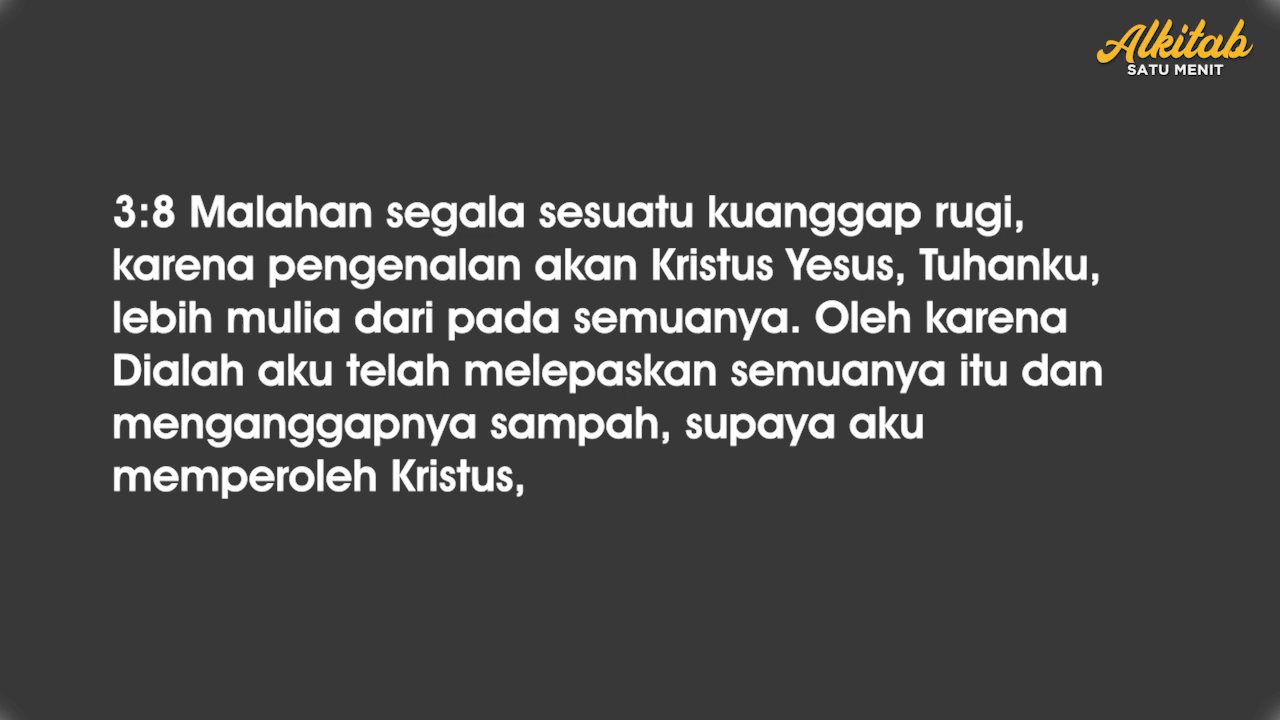 Alkitab
SATU MENIT
3:8 Malahan segala sesuatu kuanggap rugi,
karena pengenalan akan Kristus Yesus, Tuhanku,
lebih mulia dari pada semuanya. Oleh karena
Dialah aku telah melepaskan semuanya itu dan
menganggapnya sampah, supaya aku
memperoleh Kristus,